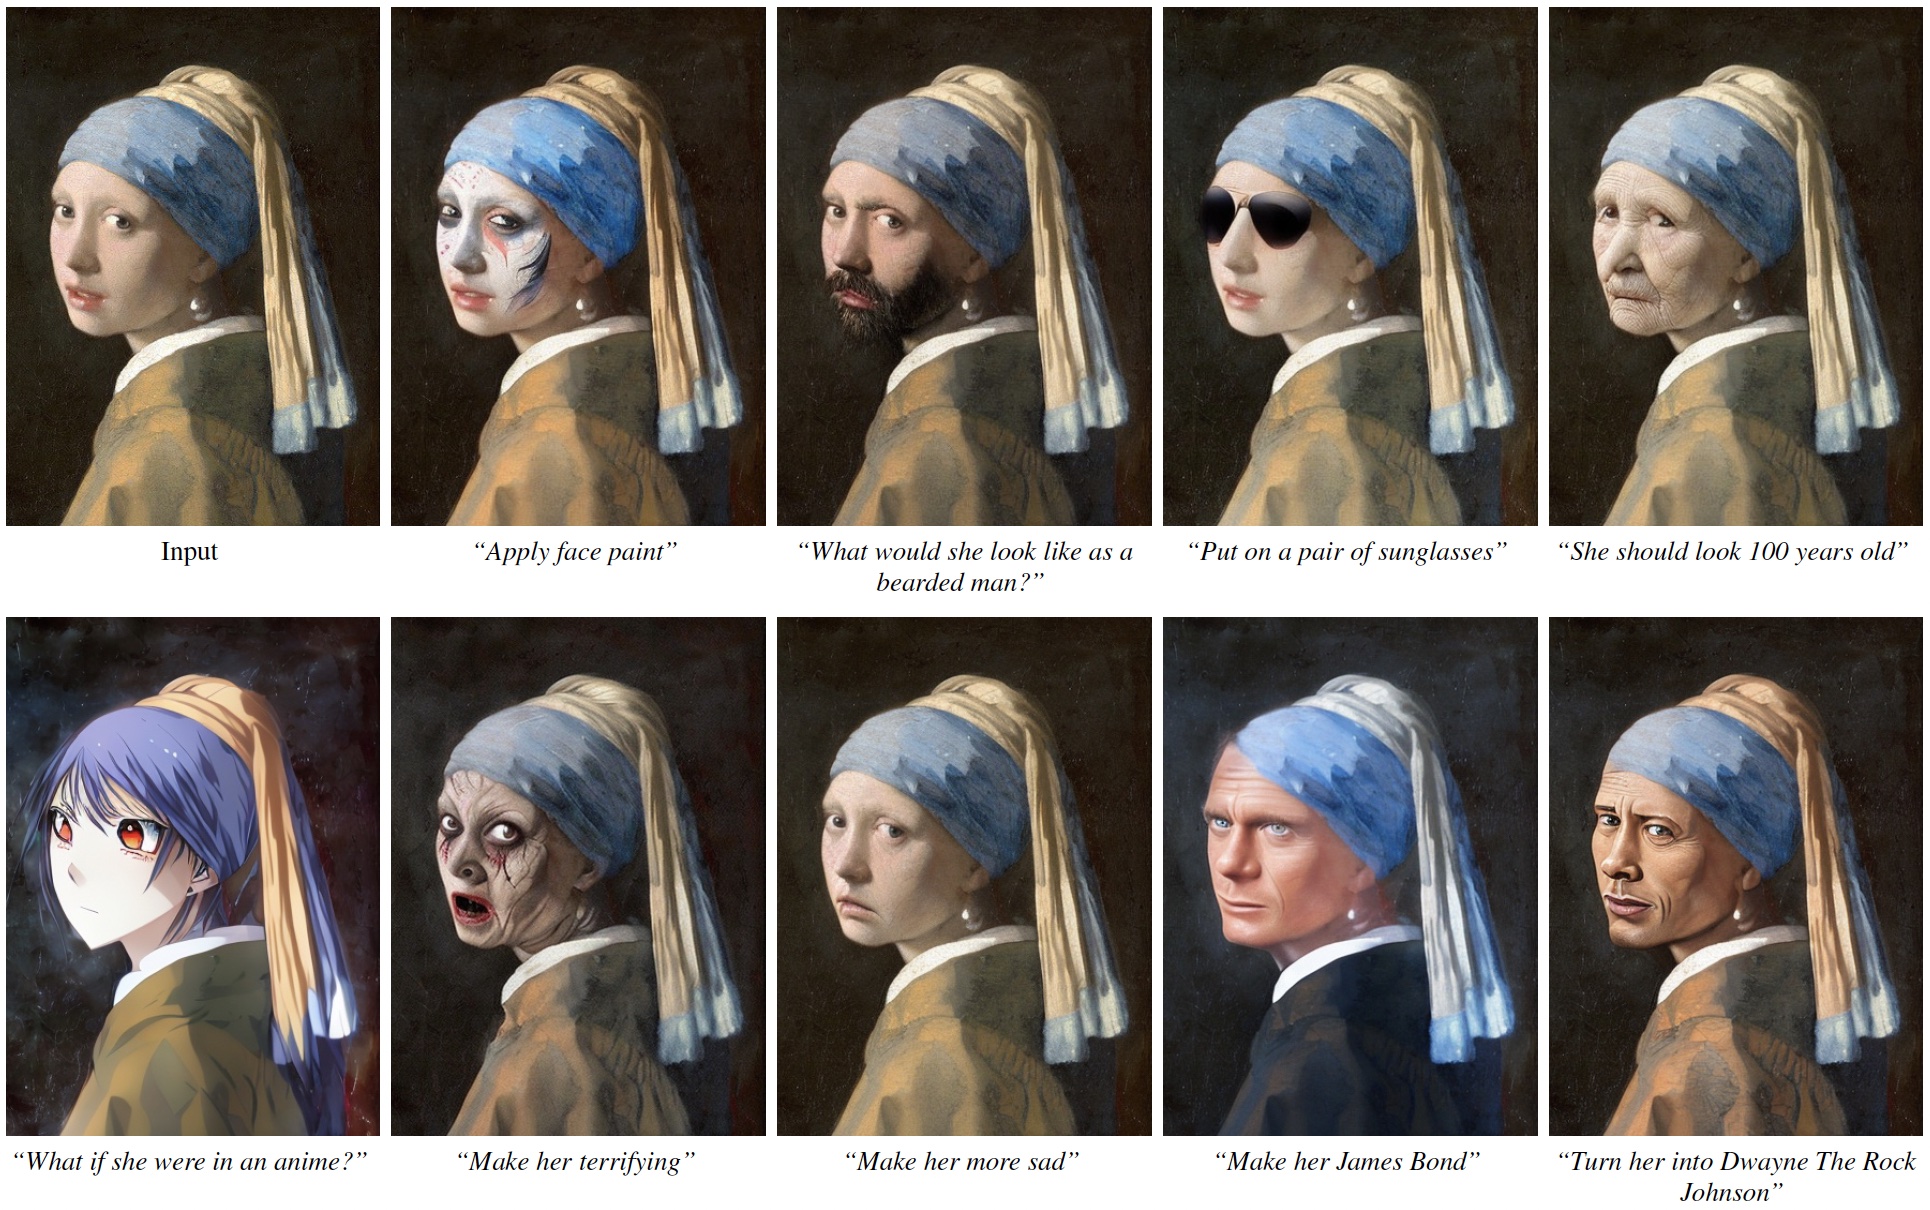 Input
“Apply face paint”
“What would she look like as a
bearded man?”
“Put on a pair of sunglasses”
“She should look 100 years old”
“What if she were in an anime?”
“Make her terrifying”
“Make her more sad”
“Make her James Bond”
“Turn her into Dwayne The Rock
Johnson”